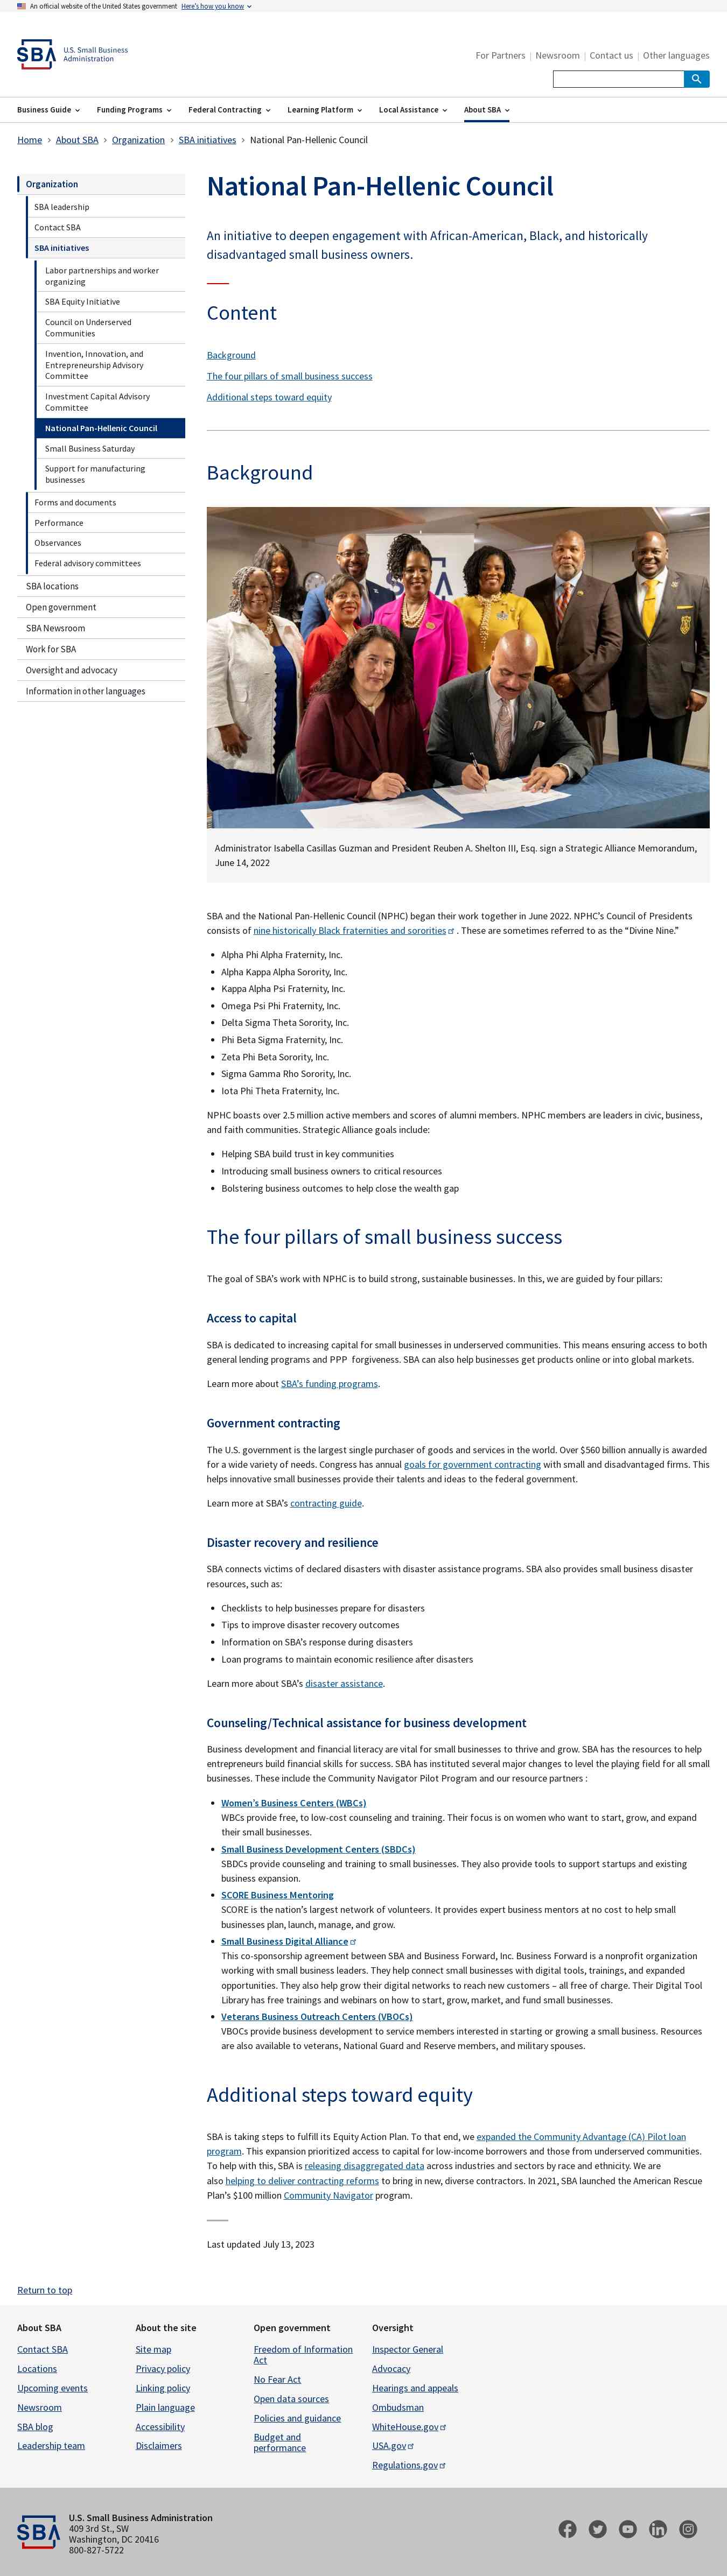 An official website of the United States government Here's how you know
SBA U.S. Small Business
Administration
For Partners | Newsroom | Contact us | Other languages
Business Guide Funding Programs Federal Contracting Learning Platform Local Assistance About SBA
Home > About SBA > Organization > SBA initiatives > National Pan-Hellenic Council
Organization
SBA leadership
Contact SBA
SBA initiatives
Labor partnerships and worker
organizing
SBA Equity Initiative
Council on Underserved
Communities
Invention, Innovation, and
Entrepreneurship Advisory
Committee
Investment Capital Advisory
Committee
National Pan-Hellenic Council
Small Business Saturday
Support for manufacturing
businesses
Forms and documents
Performance
Observances
Federal advisory committees
SBA locations
Open government
SBA Newsroom
Work for SBA
Oversight and advocacy
Information in other languages
National Pan-Hellenic Council
An initiative to deepen engagement with African-American, Black, and historically
disadvantaged small business owners.
Content
Background
The four pillars of small business success
Additional steps toward equity
Background
Administrator Isabella Casillas Guzman and President Reuben A. Shelton III, Esq. sign a Strategic Alliance Memorandum,
June 14, 2022
SBA and the National Pan-Hellenic Council (NPHC) began their work together in June 2022. NPHC's Council of Presidents
consists of nine historically Black fraternities and sororities . These are sometimes referred to as the “Divine Nine.”
Alpha Phi Alpha Fraternity, Inc.
Alpha Kappa Alpha Sorority, Inc.
Kappa Alpha Psi Fraternity, Inc.
Omega Psi Phi Fraternity, Inc.
Delta Sigma Theta Sorority, Inc.
Phi Beta Sigma Fraternity, Inc.
Zeta Phi Beta Sorority, Inc.
Sigma Gamma Rho Sorority, Inc.
Iota Phi Theta Fraternity, Inc.
NPHC boasts over 2.5 million active members and scores of alumni members. NPHC members are leaders in civic, business,
and faith communities. Strategic Alliance goals include:
Helping SBA build trust in key communities
Introducing small business owners to critical resources
Bolstering business outcomes to help close the wealth gap
The four pillars of small business success
The goal of SBA's work with NPHC is to build strong, sustainable businesses. In this, we are guided by four pillars:
Access to capital
SBA is dedicated to increasing capital for small businesses in underserved communities. This means ensuring access to both
general lending programs and PPP forgiveness. SBA can also help businesses get products online or into global markets.
Learn more about SBA's funding programs.
Government contracting
The U.S. government is the largest single purchaser of goods and services in the world. Over $560 billion annually is awarded
for a wide variety of needs. Congress has annual goals for government contracting with small and disadvantaged firms. This
helps innovative small businesses provide their talents and ideas to the federal government.
Learn more at SBA's contracting guide.
Disaster recovery and resilience
SBA connects victims of declared disasters with disaster assistance programs. SBA also provides small business disaster
resources, such as:
Checklists to help businesses prepare for disasters
Tips to improve disaster recovery outcomes
Information on SBA's response during disasters
Loan programs to maintain economic resilience after disasters
Learn more about SBA's disaster assistance.
Counseling/Technical assistance for business development
Business development and financial literacy are vital for small businesses to thrive and grow. SBA has the resources to help
entrepreneurs build financial skills for success. SBA has instituted several major changes to level the playing field for all small
businesses. These include the Community Navigator Pilot Program and our resource partners :
Women's Business Centers (WBCs)
WBCs provide free, to low-cost counseling and training. Their focus is on women who want to start, grow, and expand
their small businesses.
Small Business Development Centers (SBDCs)
SBDCs provide counseling and training to small businesses. They also provide tools to support startups and existing
business expansion.
SCORE Business Mentoring
SCORE is the nation's largest network of volunteers. It provides expert business mentors at no cost to help small
businesses plan, launch, manage, and grow.
Small Business Digital Alliance
This co-sponsorship agreement between SBA and Business Forward, Inc. Business Forward is a nonprofit organization
working with small business leaders. They help connect small businesses with digital tools, trainings, and expanded
opportunities. They also help grow their digital networks to reach new customers – all free of charge. Their Digital Tool
Library has free trainings and webinars on how to start, grow, market, and fund small businesses.
Veterans Business Outreach Centers (VBOCs)
VBOCs provide business development to service members interested in starting or growing a small business. Resources
are also available to veterans, National Guard and Reserve members, and military spouses.
Additional steps toward equity
SBA is taking steps to fulfill its Equity Action Plan. To that end, we expanded the Community Advantage (CA) Pilot loan
program. This expansion prioritized access to capital for low-income borrowers and those from underserved communities.
To help with this, SBA is releasing disaggregated data across industries and sectors by race and ethnicity. We are
also helping to deliver contracting reforms to bring in new, diverse contractors. In 2021, SBA launched the American Rescue
Plan's $100 million Community Navigator program.
Last updated July 13, 2023
Return to top
About SBA
Contact SBA
Locations
Upcoming events
Newsroom
SBA blog
Leadership team
About the site
Site map
Privacy policy
Linking policy
Plain language
Accessibility
Disclaimers
Open government
Freedom of Information
Act
No Fear Act
Open data sources
Policies and guidance
Budget and
performance
Oversight
Inspector General
Advocacy
Hearings and appeals
Ombudsman
WhiteHouse.gov
USA.gov
Regulations.gov
SBA
U.S. Small Business Administration
409 3rd St., SW
Washington, DC 20416
800-827-5722